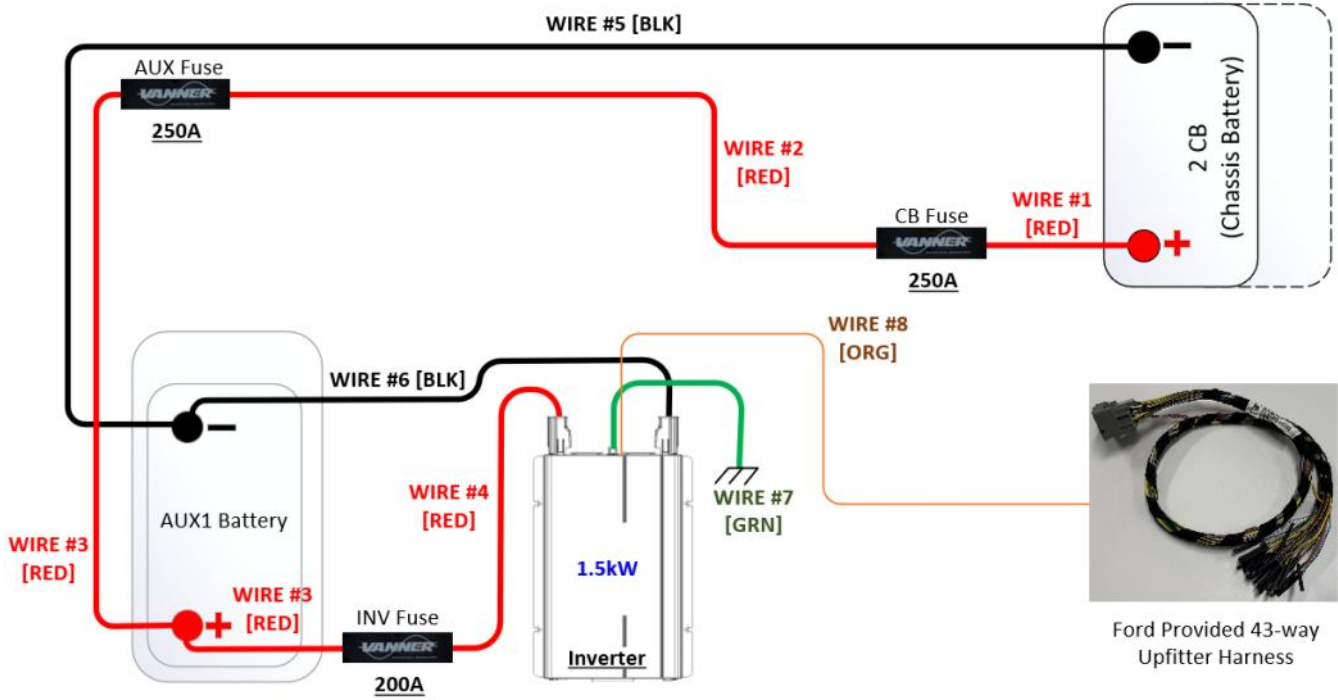 WIRE #5 [BLK]
AUX Fuse
VANNER
250A
WIRE #2
[RED]
WIRE #1
[RED]
CB Fuse
VANNER
250A
2 CB
(Chassis Battery)
WIRE #8
[ORG]
WIRE #6 [BLK]
WIRE #4
[RED]
WIRE #7
[GRN]
AUX1 Battery
WIRE #3
[RED]
WIRE #3
[RED]
INV Fuse
VANNER
200A
1.5kW
Inverter
Ford Provided 43-way
Upfitter Harness